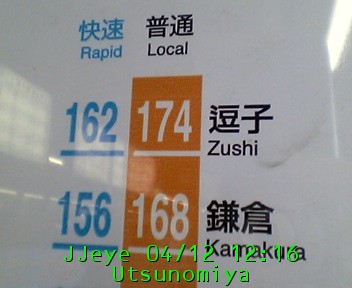 快速 普通
Rapid Local
162 174 逗子
Zushi
156 168 鎌倉
Kamakura
JJeye 04/12 12:16
Utsunomiya